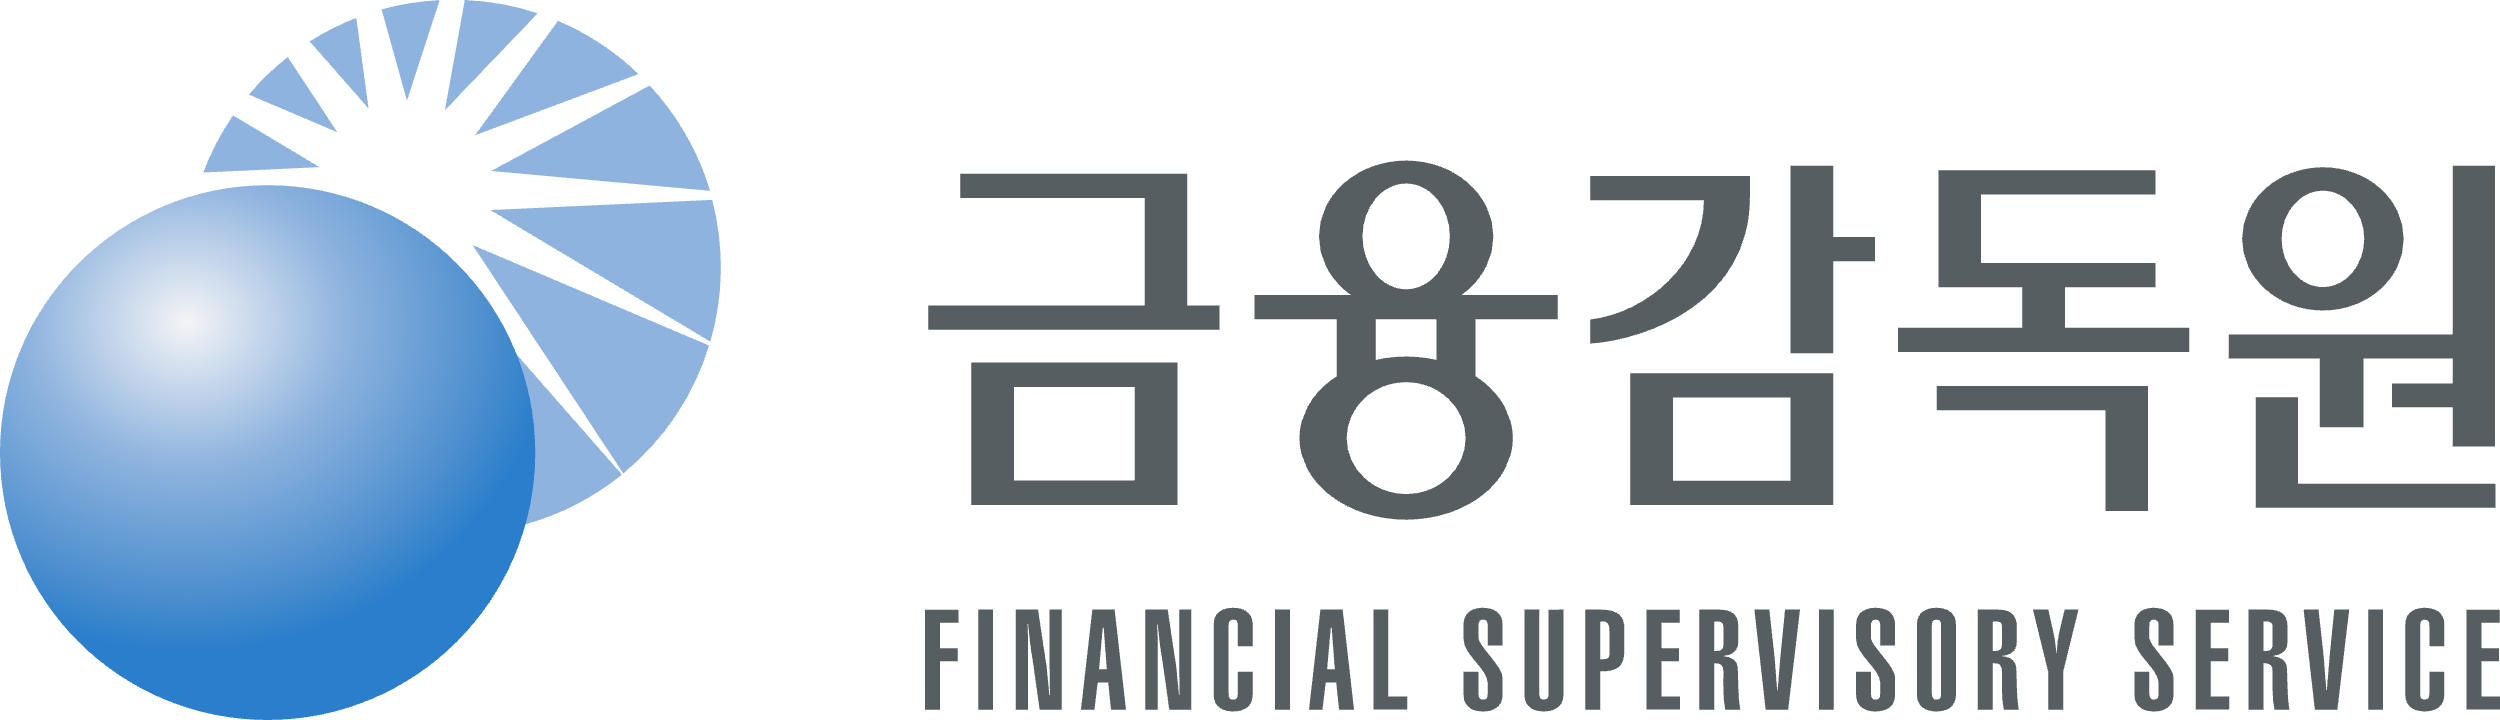 금융감독원
FINANCIAL SUPERVISORY SERVICE